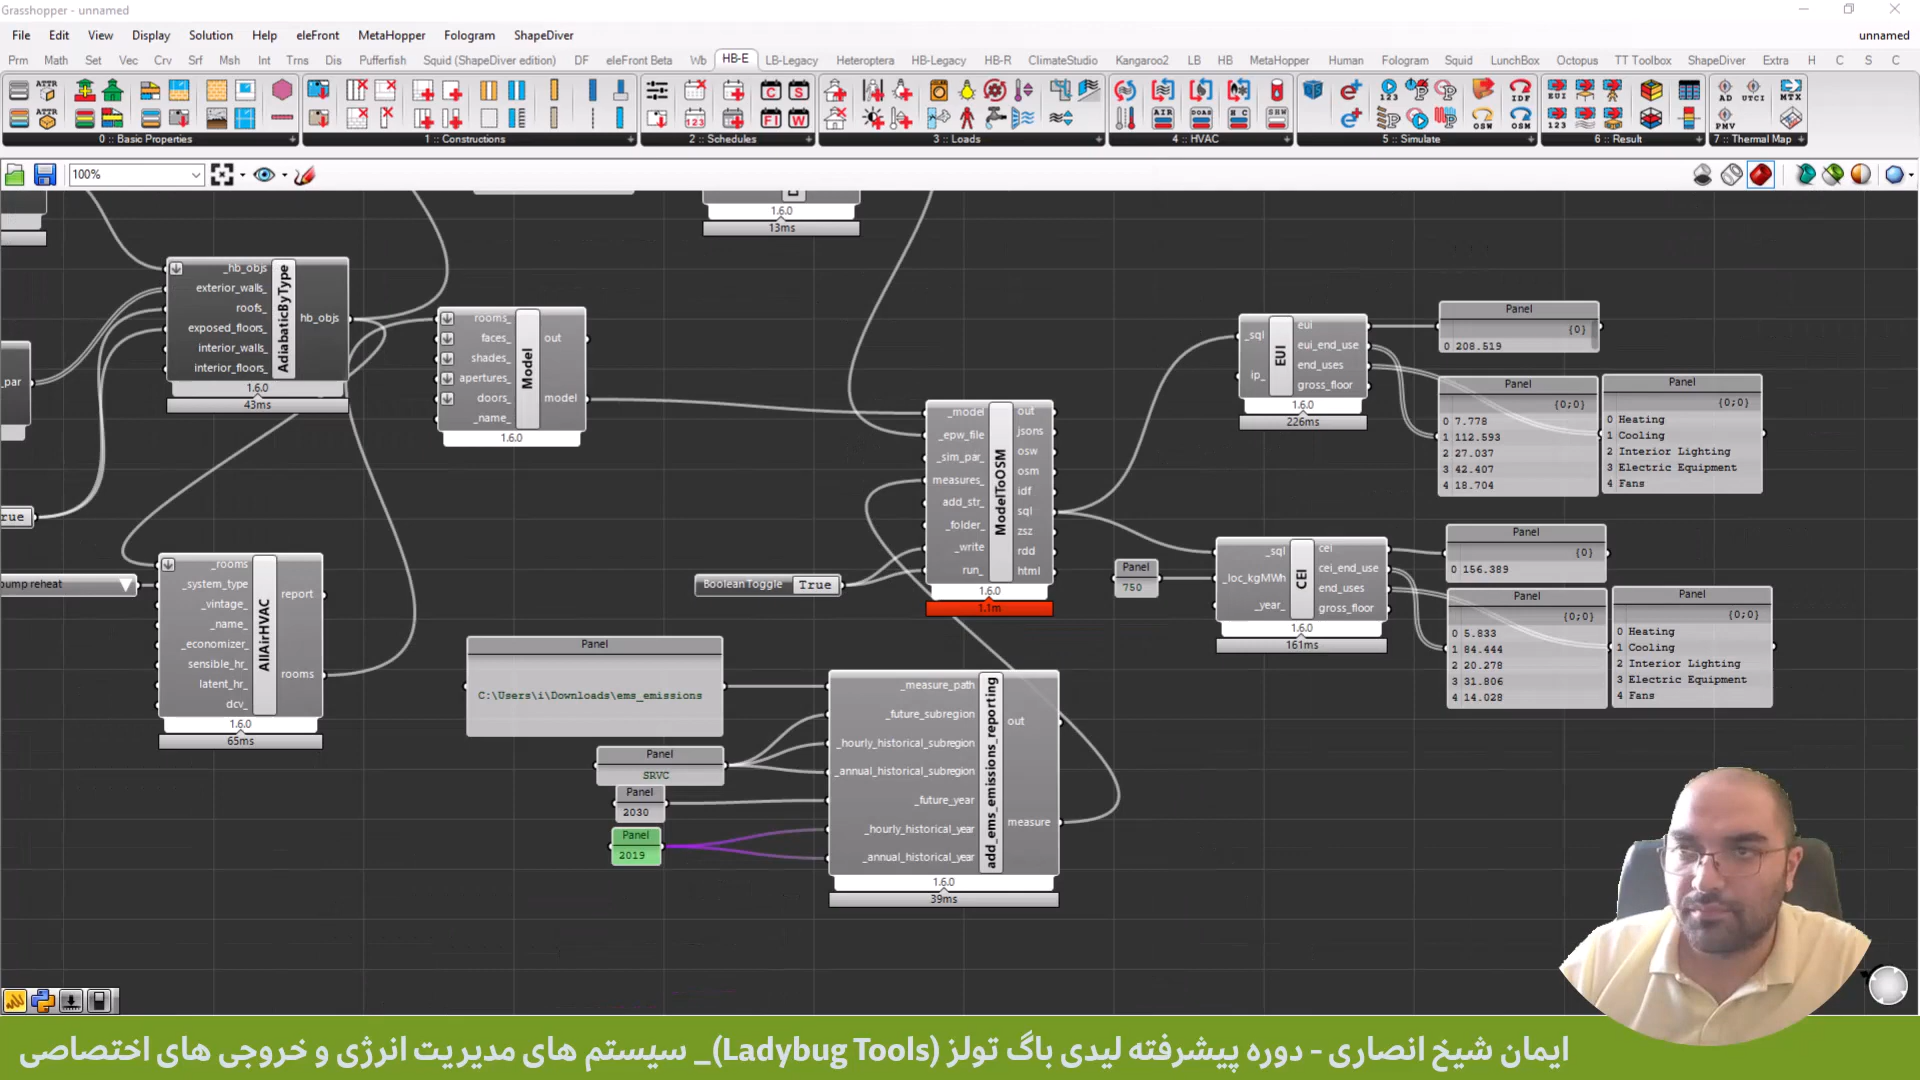 Grasshopper - unnamed
File Edit View Display Solution Help eleFront MetaHopper Fologram ShapeDiver unnamed
Prm Math Set Vec Crv Srf Msh Int Trns Dis Pufferfish Squid (ShapeDiver edition) DF eleFront Beta Wb HB-E LB-Legacy Heteroptera HB-Legacy HB-R ClimateStudio Kangaroo2 LB HB MetaHopper Human Fologram Squid LunchBox Octopus TT Toolbox ShapeDiver Extra H C S C
0 :: Basic Properties 1 :: Constructions 2 :: Schedules 3 :: Loads 4 :: HVAC 5 :: Simulate 6 :: Result 7 :: Thermal Map
100%
1.6.0
13ms
_hb_objs
exterior_walls_
roofs_
exposed_floors_
interior_walls_
interior_floors_
AdiabaticByType
hb_objs
1.6.0
43ms
_par
rue
rooms_
faces_
shades_
apertures_
doors_
_name_
Model
out
model
1.6.0
_rooms
_system_type
_vintage_
_name_
_economizer_
sensible_hr_
latent_hr_
dcv_
AllAirHVAC
report
rooms
1.6.0
65ms
pump reheat
Boolean Toggle True
_model
_epw_file
_sim_par_
measures_
add_str_
_folder_
_write
run_
ModelToOSM
out
jsons
osw
osm
idf
sql
zsz
rdd
html
1.6.0
1.1m
Panel
C:\Users\i\Downloads\ems_emissions
Panel
SRVC
Panel
2030
Panel
2019
_measure_path
_future_subregion
_hourly_historical_subregion
_annual_historical_subregion
_future_year
_hourly_historical_year
_annual_historical_year
add_ems_emissions_reporting
out
measure
1.6.0
39ms
_sql
ip_
EUI
eui
eui_end_use
end_uses
gross_floor
1.6.0
226ms
Panel
{0}
0 208.519
Panel
{0;0}
0 7.778
1 112.593
2 27.037
3 42.407
4 18.704
Panel
{0;0}
0 Heating
1 Cooling
2 Interior Lighting
3 Electric Equipment
4 Fans
Panel
750
_sql
_loc_kgMWh
_year_
CEI
cei
cei_end_use
end_uses
gross_floor
1.6.0
161ms
Panel
{0}
0 156.389
Panel
{0;0}
0 5.833
1 84.444
2 20.278
3 31.806
4 14.028
Panel
{0;0}
0 Heating
1 Cooling
2 Interior Lighting
3 Electric Equipment
4 Fans
ایمان شیخ انصاری - دوره پیشرفته لیدی باگ تولز (Ladybug Tools)_ سیستم های مدیریت انرژی و خروجی های اختصاصی